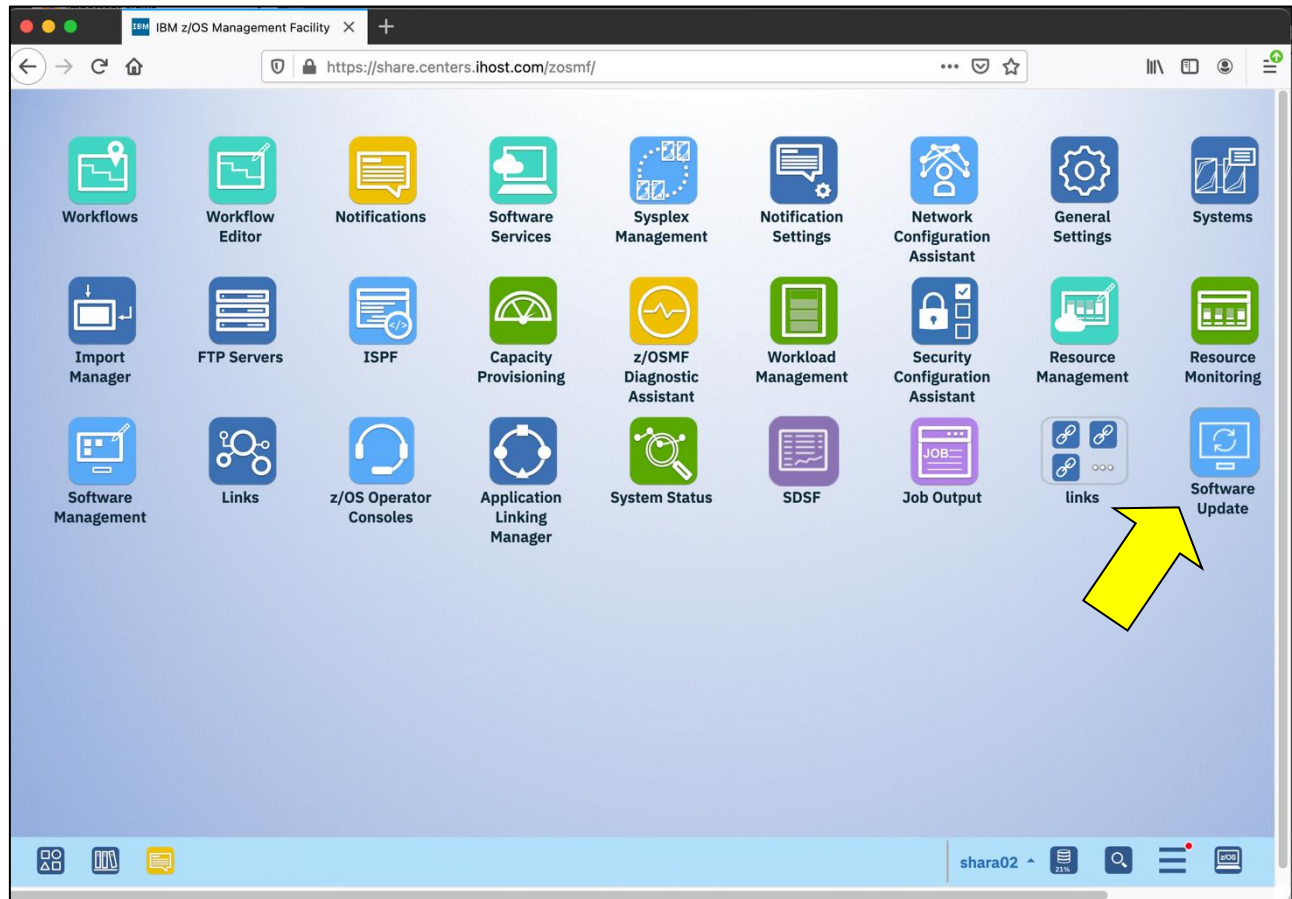 IBM IBM z/OS Management Facility
https://share.centers.ihost.com/zosmf/
Workflows
Workflow
Editor
Notifications
Software
Services
Sysplex
Management
Notification
Settings
Network
Configuration
Assistant
General
Settings
Systems
Import
Manager
FTP Servers
ISPF
Capacity
Provisioning
z/OSMF
Diagnostic
Assistant
Workload
Management
Security
Configuration
Assistant
Resource
Management
Resource
Monitoring
Software
Management
Links
z/OS Operator
Consoles
Application
Linking
Manager
System Status
SDSF
JOB
Job Output
links
Software
Update
shara02
21%
z/OS